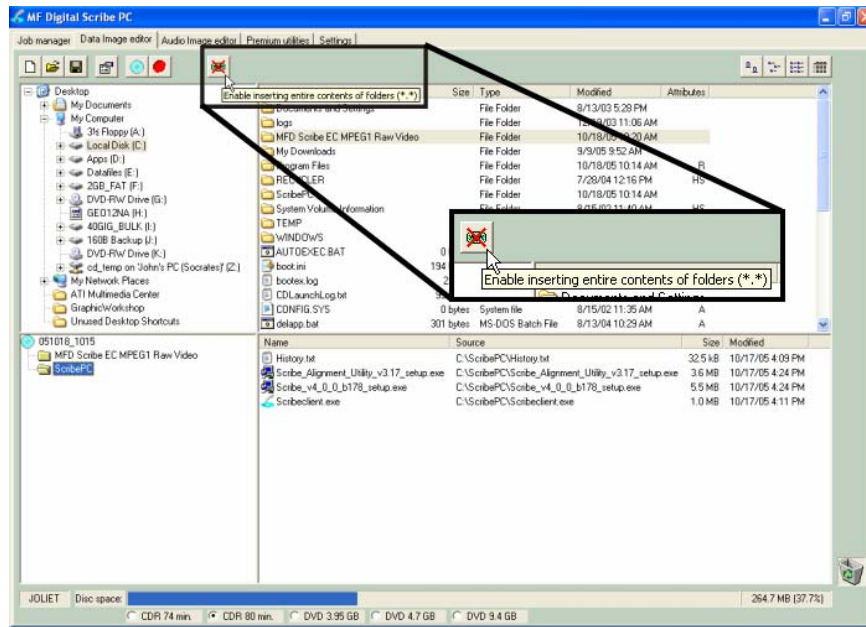 MF Digital Scribe PC
Job manager Data Image editor Audio Image editor Premium utilities Settings
Enable inserting entire contents of folders (*.*)
Size Type Modified Attributes
Desktop
My Documents
My Computer
3½ Floppy (A:)
Local Disk (C:)
Apps (D:)
Datafiles (E:)
2GB_FAT (F:)
DVD-RW Drive (G:)
GEO12NA (H:)
40GIG_BULK (I:)
160B Backup (J:)
DVD-RW Drive (K:)
cd_temp on 'John's PC (Socrates)' (Z:)
My Network Places
ATI Multimedia Center
GraphicWorkshop
Unused Desktop Shortcuts
Documents and Settings File Folder 8/13/03 5:28 PM
logs File Folder 11:06 AM
MFD Scribe EC MPEG1 Raw Video File Folder 10/18/05 AM
My Downloads File Folder 9/9/05 9:52 AM
Program Files File Folder 10/18/05 10:14 AM R
RECYCLER File Folder 7/28/04 12:16 PM HS
ScribePC File Folder 10/18/05 10:14 AM
System Volume Information File Folder 8/15/02 11:40 AM HS
TEMP
WINDOWS
AUTOEXEC.BAT 0
boot.ini 194
bootex.log 2
CDLaunchLog.txt
CONFIG.SYS 0 bytes System file 8/15/02 11:35 AM A
delapp.bat 301 bytes MS-DOS Batch File 8/13/04 10:29 AM A
Enable inserting entire contents of folders (*.*)
Documents and Settings
051018_1015
MFD Scribe EC MPEG1 Raw Video
ScribePC
Name Source Size Modified
History.txt C:\ScribePC\History.txt 32.5 kB 10/17/05 4:09 PM
Scribe_Alignment_Utility_v3.17_setup.exe C:\ScribePC\Scribe_Alignment_Utility_v3.17_setup.exe 3.6 MB 10/17/05 4:24 PM
Scribe_v4_0_0_b178_setup.exe C:\ScribePC\Scribe_v4_0_0_b178_setup.exe 5.5 MB 10/17/05 4:24 PM
Scribeclient.exe C:\ScribePC\Scribeclient.exe 1.0 MB 10/17/05 4:11 PM
JOLIET Disc space: 264.7 MB (37.7%)
CDR 74 min. CDR 80 min. DVD 3.95 GB DVD 4.7 GB DVD 9.4 GB